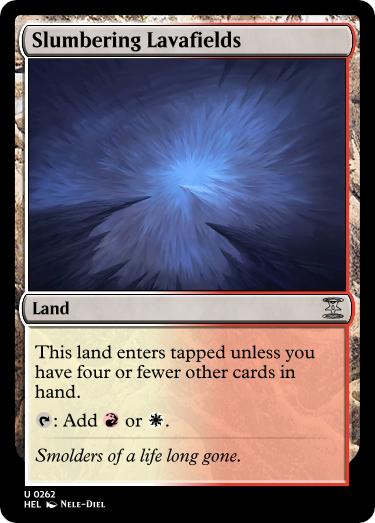 Slumbering Lavafields
Land
This land enters tapped unless you
have four or fewer other cards in
hand.
: Add or .
Smolders of a life long gone.
U 0262
HEL Nele-Diel